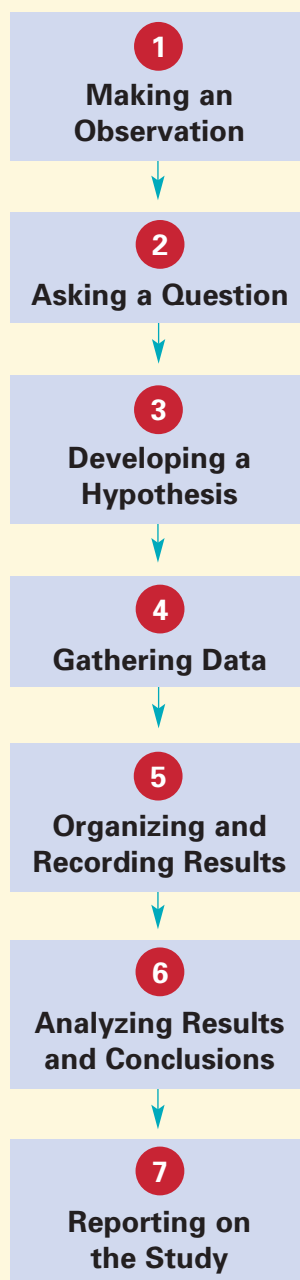 1
Making an
Observation
2
Asking a Question
3
Developing a
Hypothesis
4
Gathering Data
5
Organizing and
Recording Results
6
Analyzing Results
and Conclusions
7
Reporting on
the Study